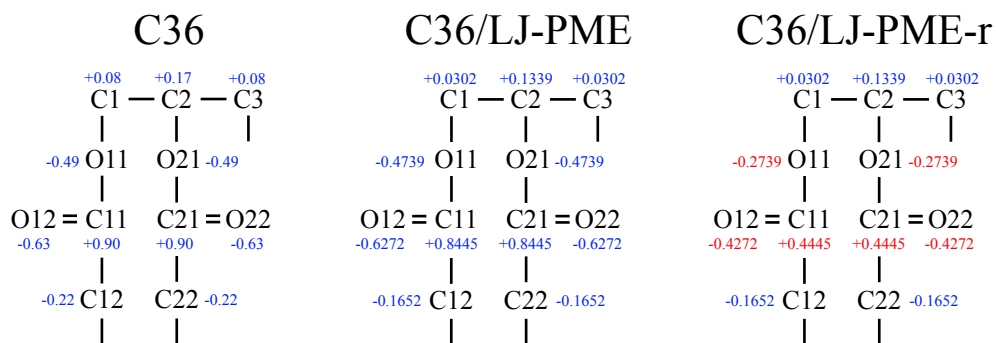 C36 C36/LJ-PME C36/LJ-PME-r
+0.08 +0.17 +0.08 +0.0302 +0.1339 +0.0302 +0.0302 +0.1339 +0.0302
C1 C2 C3 C1 C2 C3 C1 C2 C3
-0.49 O11 O21 -0.49 -0.4739 O11 O21 -0.4739 -0.2739 O11 O21 -0.2739
O12 = C11 C21 = O22 O12 = C11 C21 = O22 O12 = C11 C21 = O22
-0.63 +0.90 +0.90 -0.63 -0.6272 +0.8445 +0.8445 -0.6272 -0.4272 +0.4445 +0.4445 -0.4272
-0.22 C12 C22 -0.22 -0.1652 C12 C22 -0.1652 -0.1652 C12 C22 -0.1652